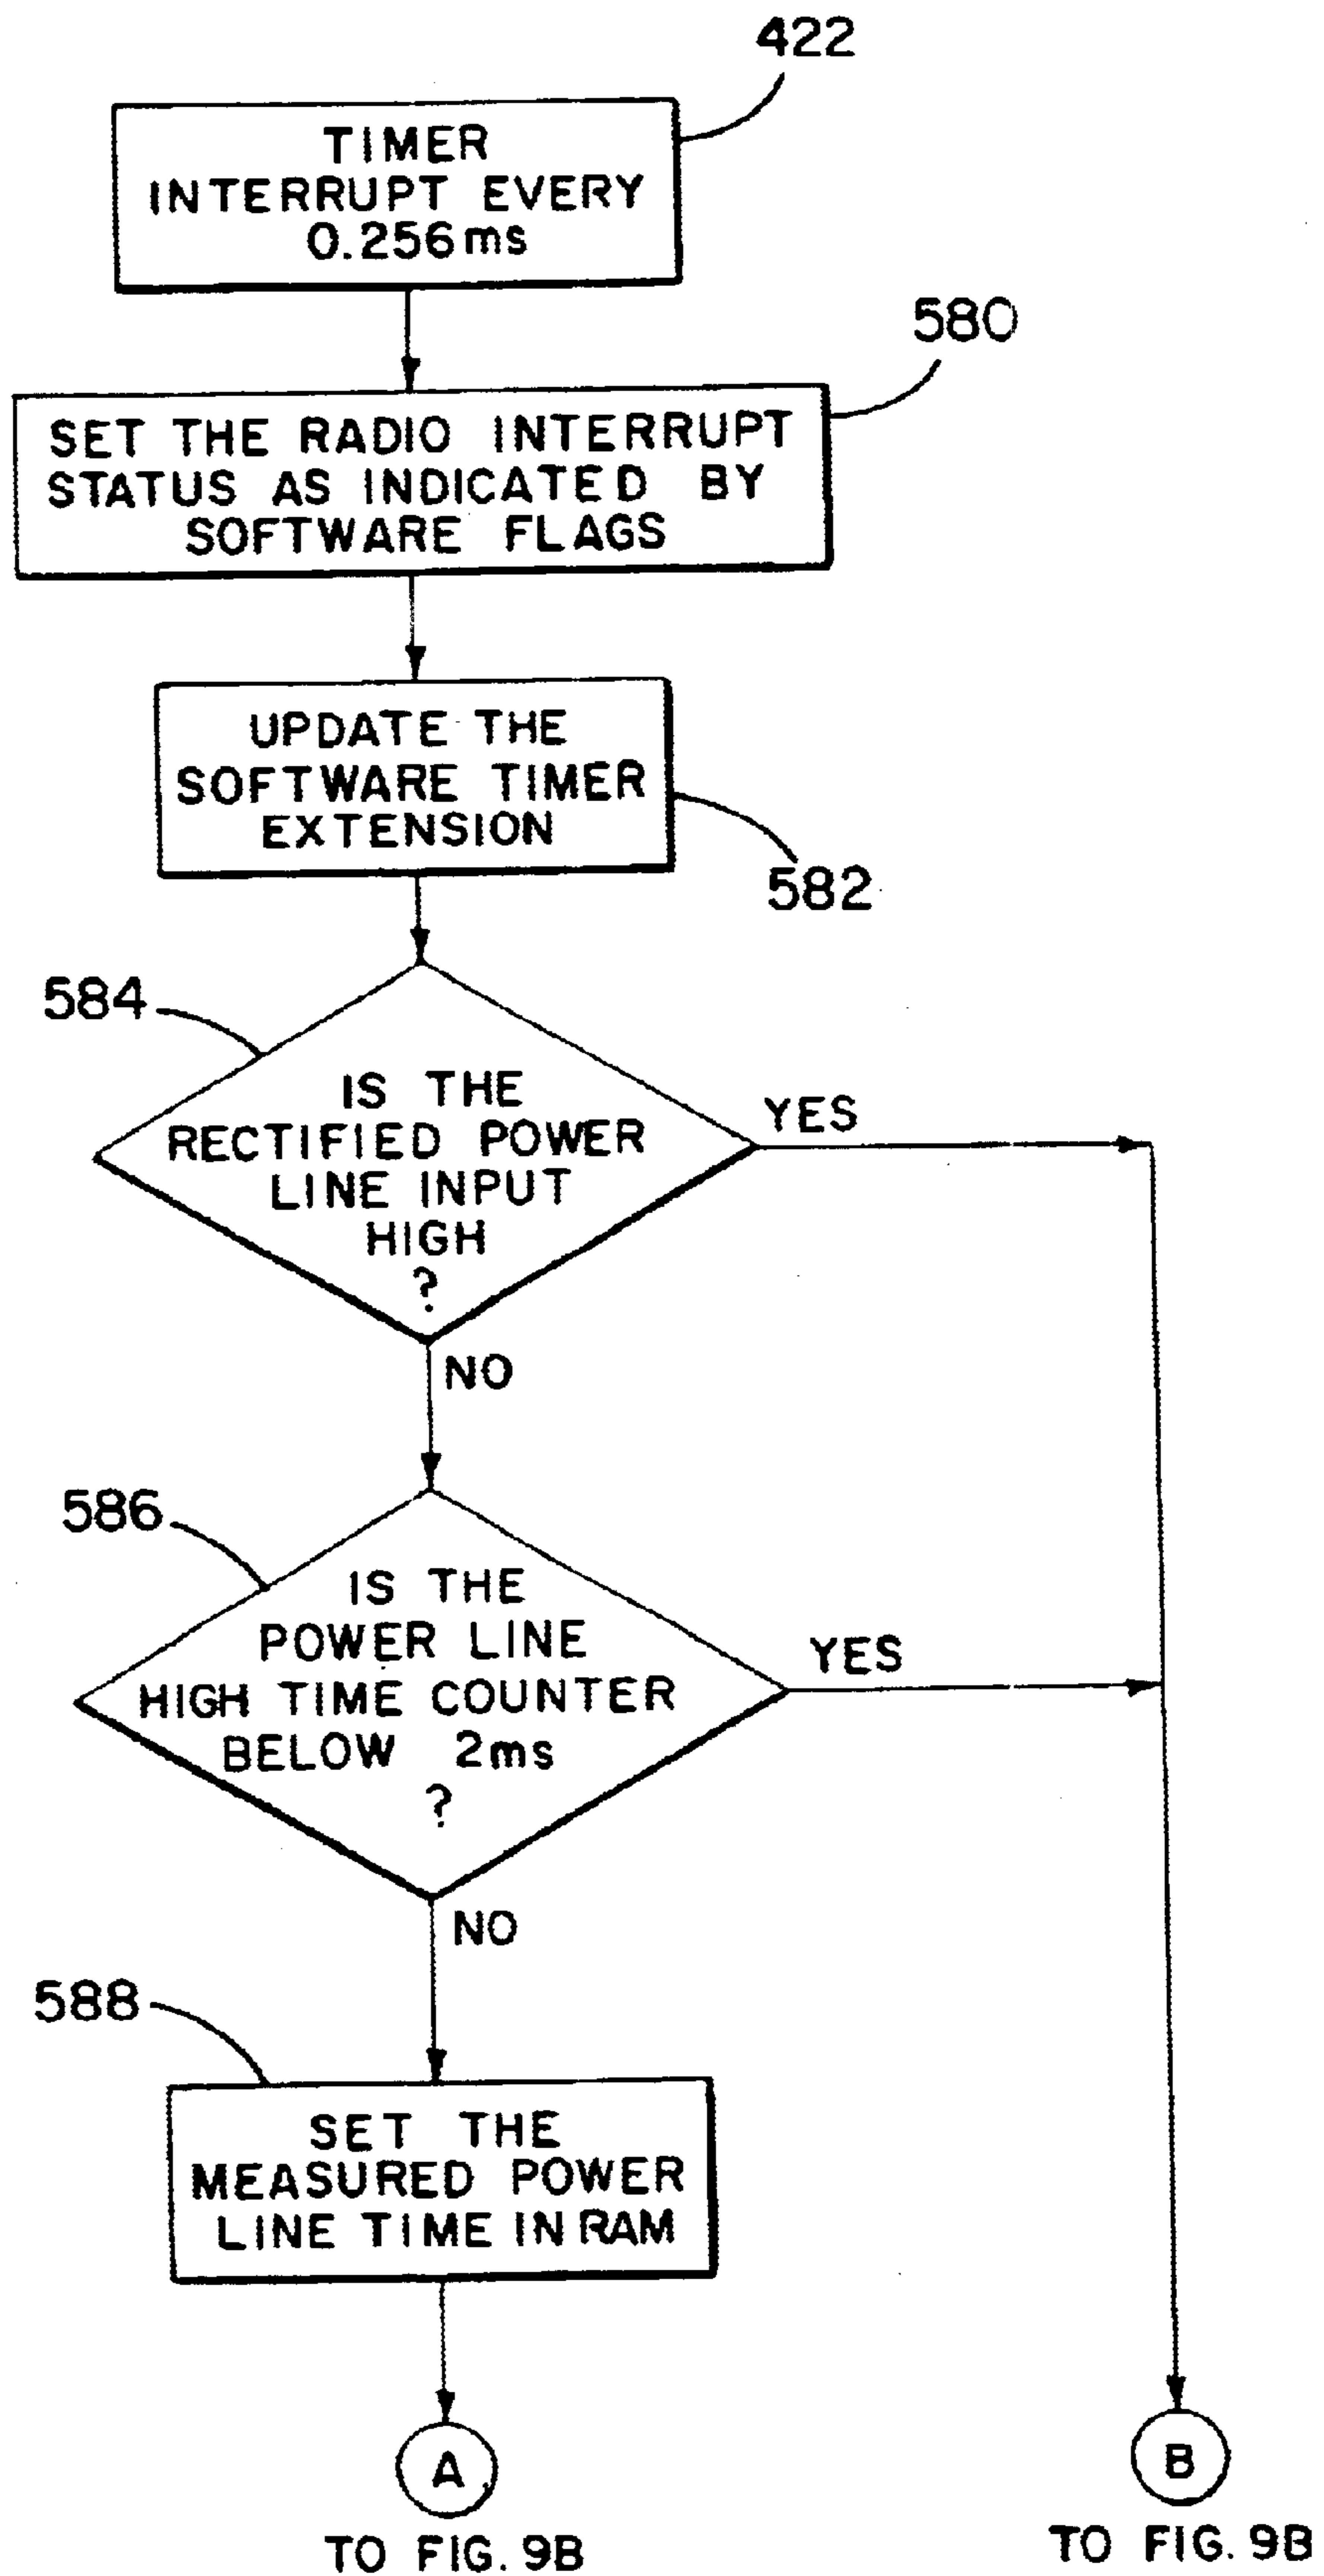 422
TIMER
INTERRUPT EVERY
0.256ms
580
SET THE RADIO INTERRUPT
STATUS AS INDICATED BY
SOFTWARE FLAGS
UPDATE THE
SOFTWARE TIMER
EXTENSION
582
584
IS THE
RECTIFIED POWER
LINE INPUT
HIGH
?
YES
NO
586
IS THE
POWER LINE
HIGH TIME COUNTER
BELOW 2ms
?
YES
NO
588
SET THE
MEASURED POWER
LINE TIME IN RAM
A
TO FIG. 9B
B
TO FIG. 9B